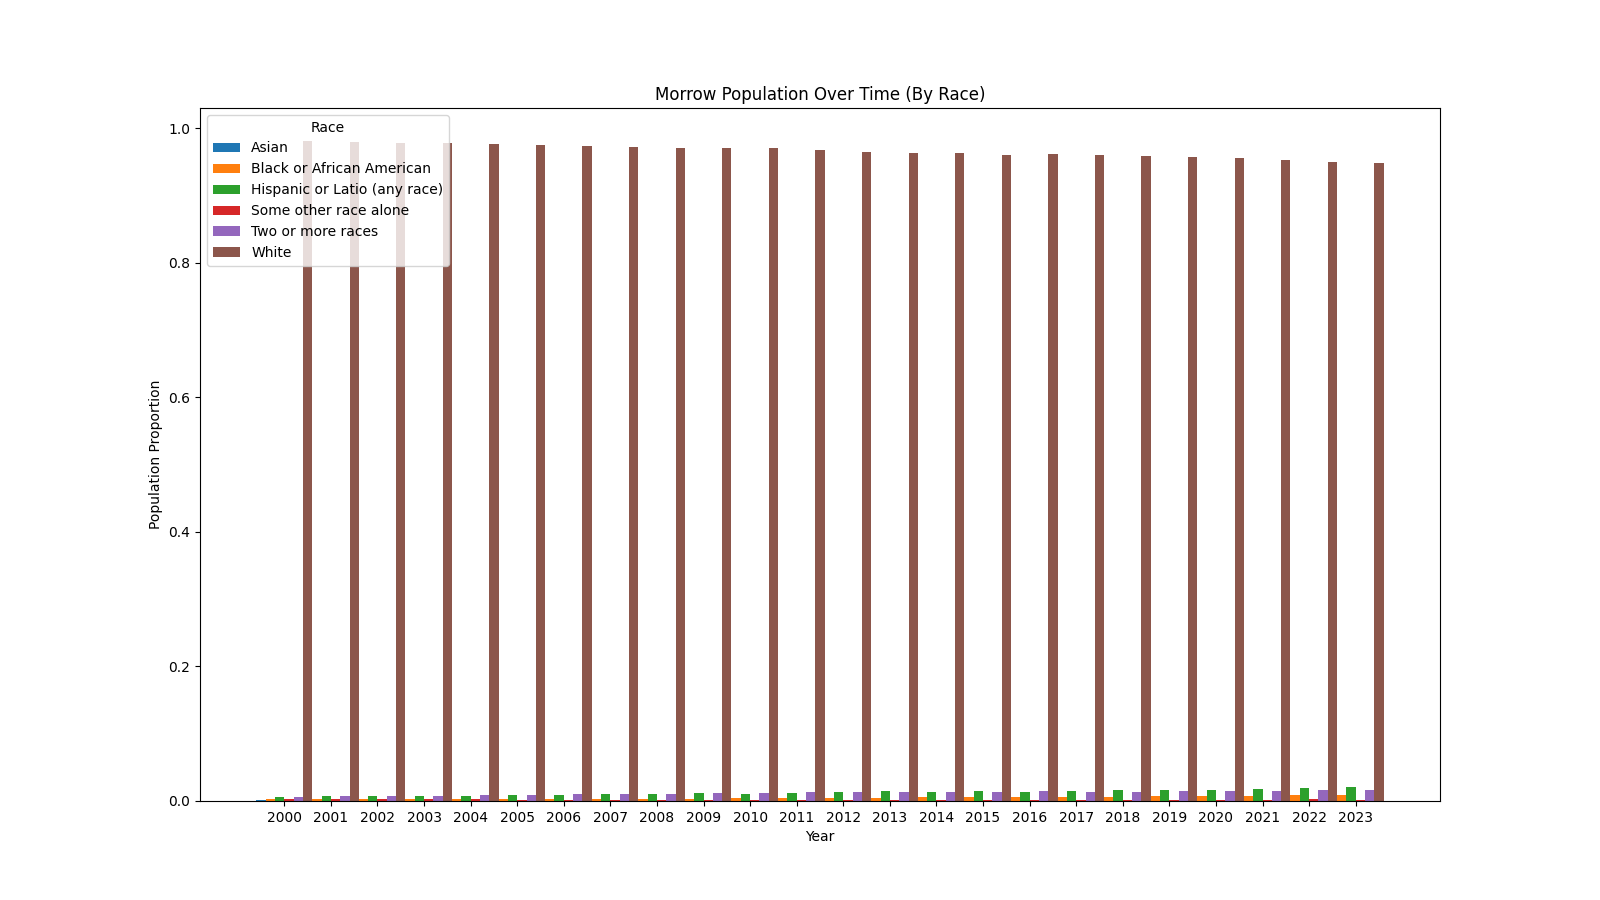 Morrow Population Over Time (By Race)
Race
Asian
Black or African American
Hispanic or Latio (any race)
Some other race alone
Two or more races
White
Population Proportion
1.0
0.8
0.6
0.4
0.2
0.0
2000 2001 2002 2003 2004 2005 2006 2007 2008 2009 2010 2011 2012 2013 2014 2015 2016 2017 2018 2019 2020 2021 2022 2023
Year